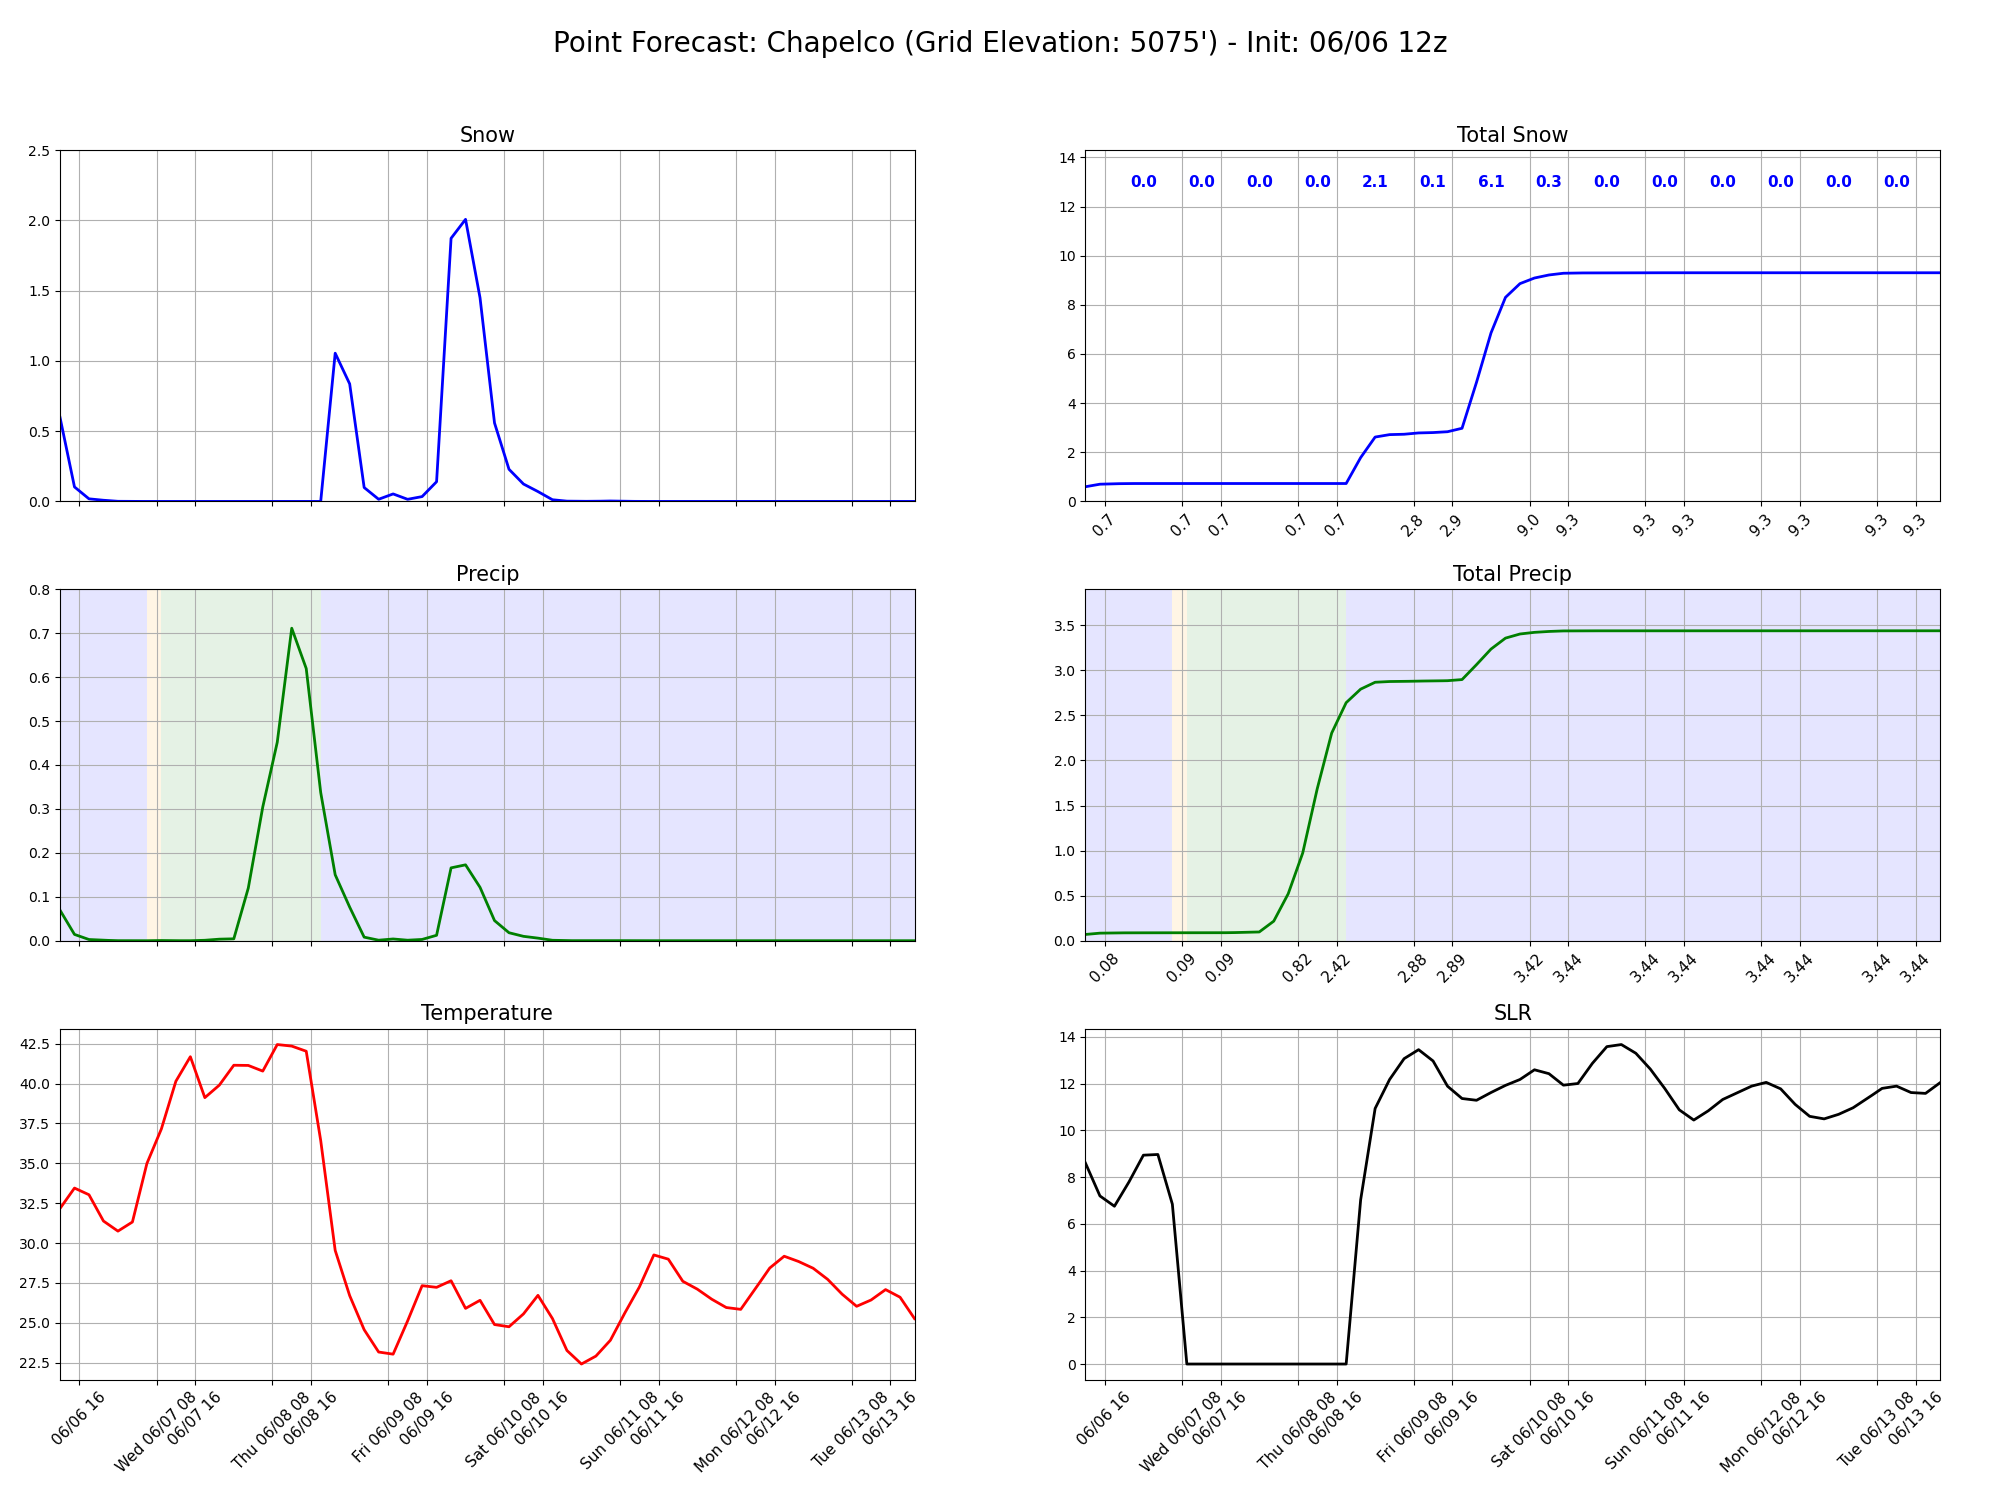 Point Forecast: Chapelco (Grid Elevation: 5075') - Init: 06/06 12z
Snow
2.5
2.0
1.5
1.0
0.5
0.0
Total Snow
14
12
10
8
6
4
2
0
0.0 0.0 0.0 0.0 2.1 0.1 6.1 0.3 0.0 0.0 0.0 0.0 0.0 0.0
0.7 0.7 0.7 0.7 0.7 2.8 2.9 9.0 9.3 9.3 9.3 9.3 9.3 9.3 9.3
Precip
0.8
0.7
0.6
0.5
0.4
0.3
0.2
0.1
0.0
Total Precip
3.5
3.0
2.5
2.0
1.5
1.0
0.5
0.0
0.08 0.09 0.09 0.82 2.42 2.88 2.89 3.42 3.44 3.44 3.44 3.44 3.44 3.44 3.44
Temperature
42.5
40.0
37.5
35.0
32.5
30.0
27.5
25.0
22.5
06/06 16
Wed 06/07 08
06/07 16
Thu 06/08 08
06/08 16
Fri 06/09 08
06/09 16
Sat 06/10 08
06/10 16
Sun 06/11 08
06/11 16
Mon 06/12 08
06/12 16
Tue 06/13 08
06/13 16
SLR
14
12
10
8
6
4
2
0
06/06 16
Wed 06/07 08
06/07 16
Thu 06/08 08
06/08 16
Fri 06/09 08
06/09 16
Sat 06/10 08
06/10 16
Sun 06/11 08
06/11 16
Mon 06/12 08
06/12 16
Tue 06/13 08
06/13 16